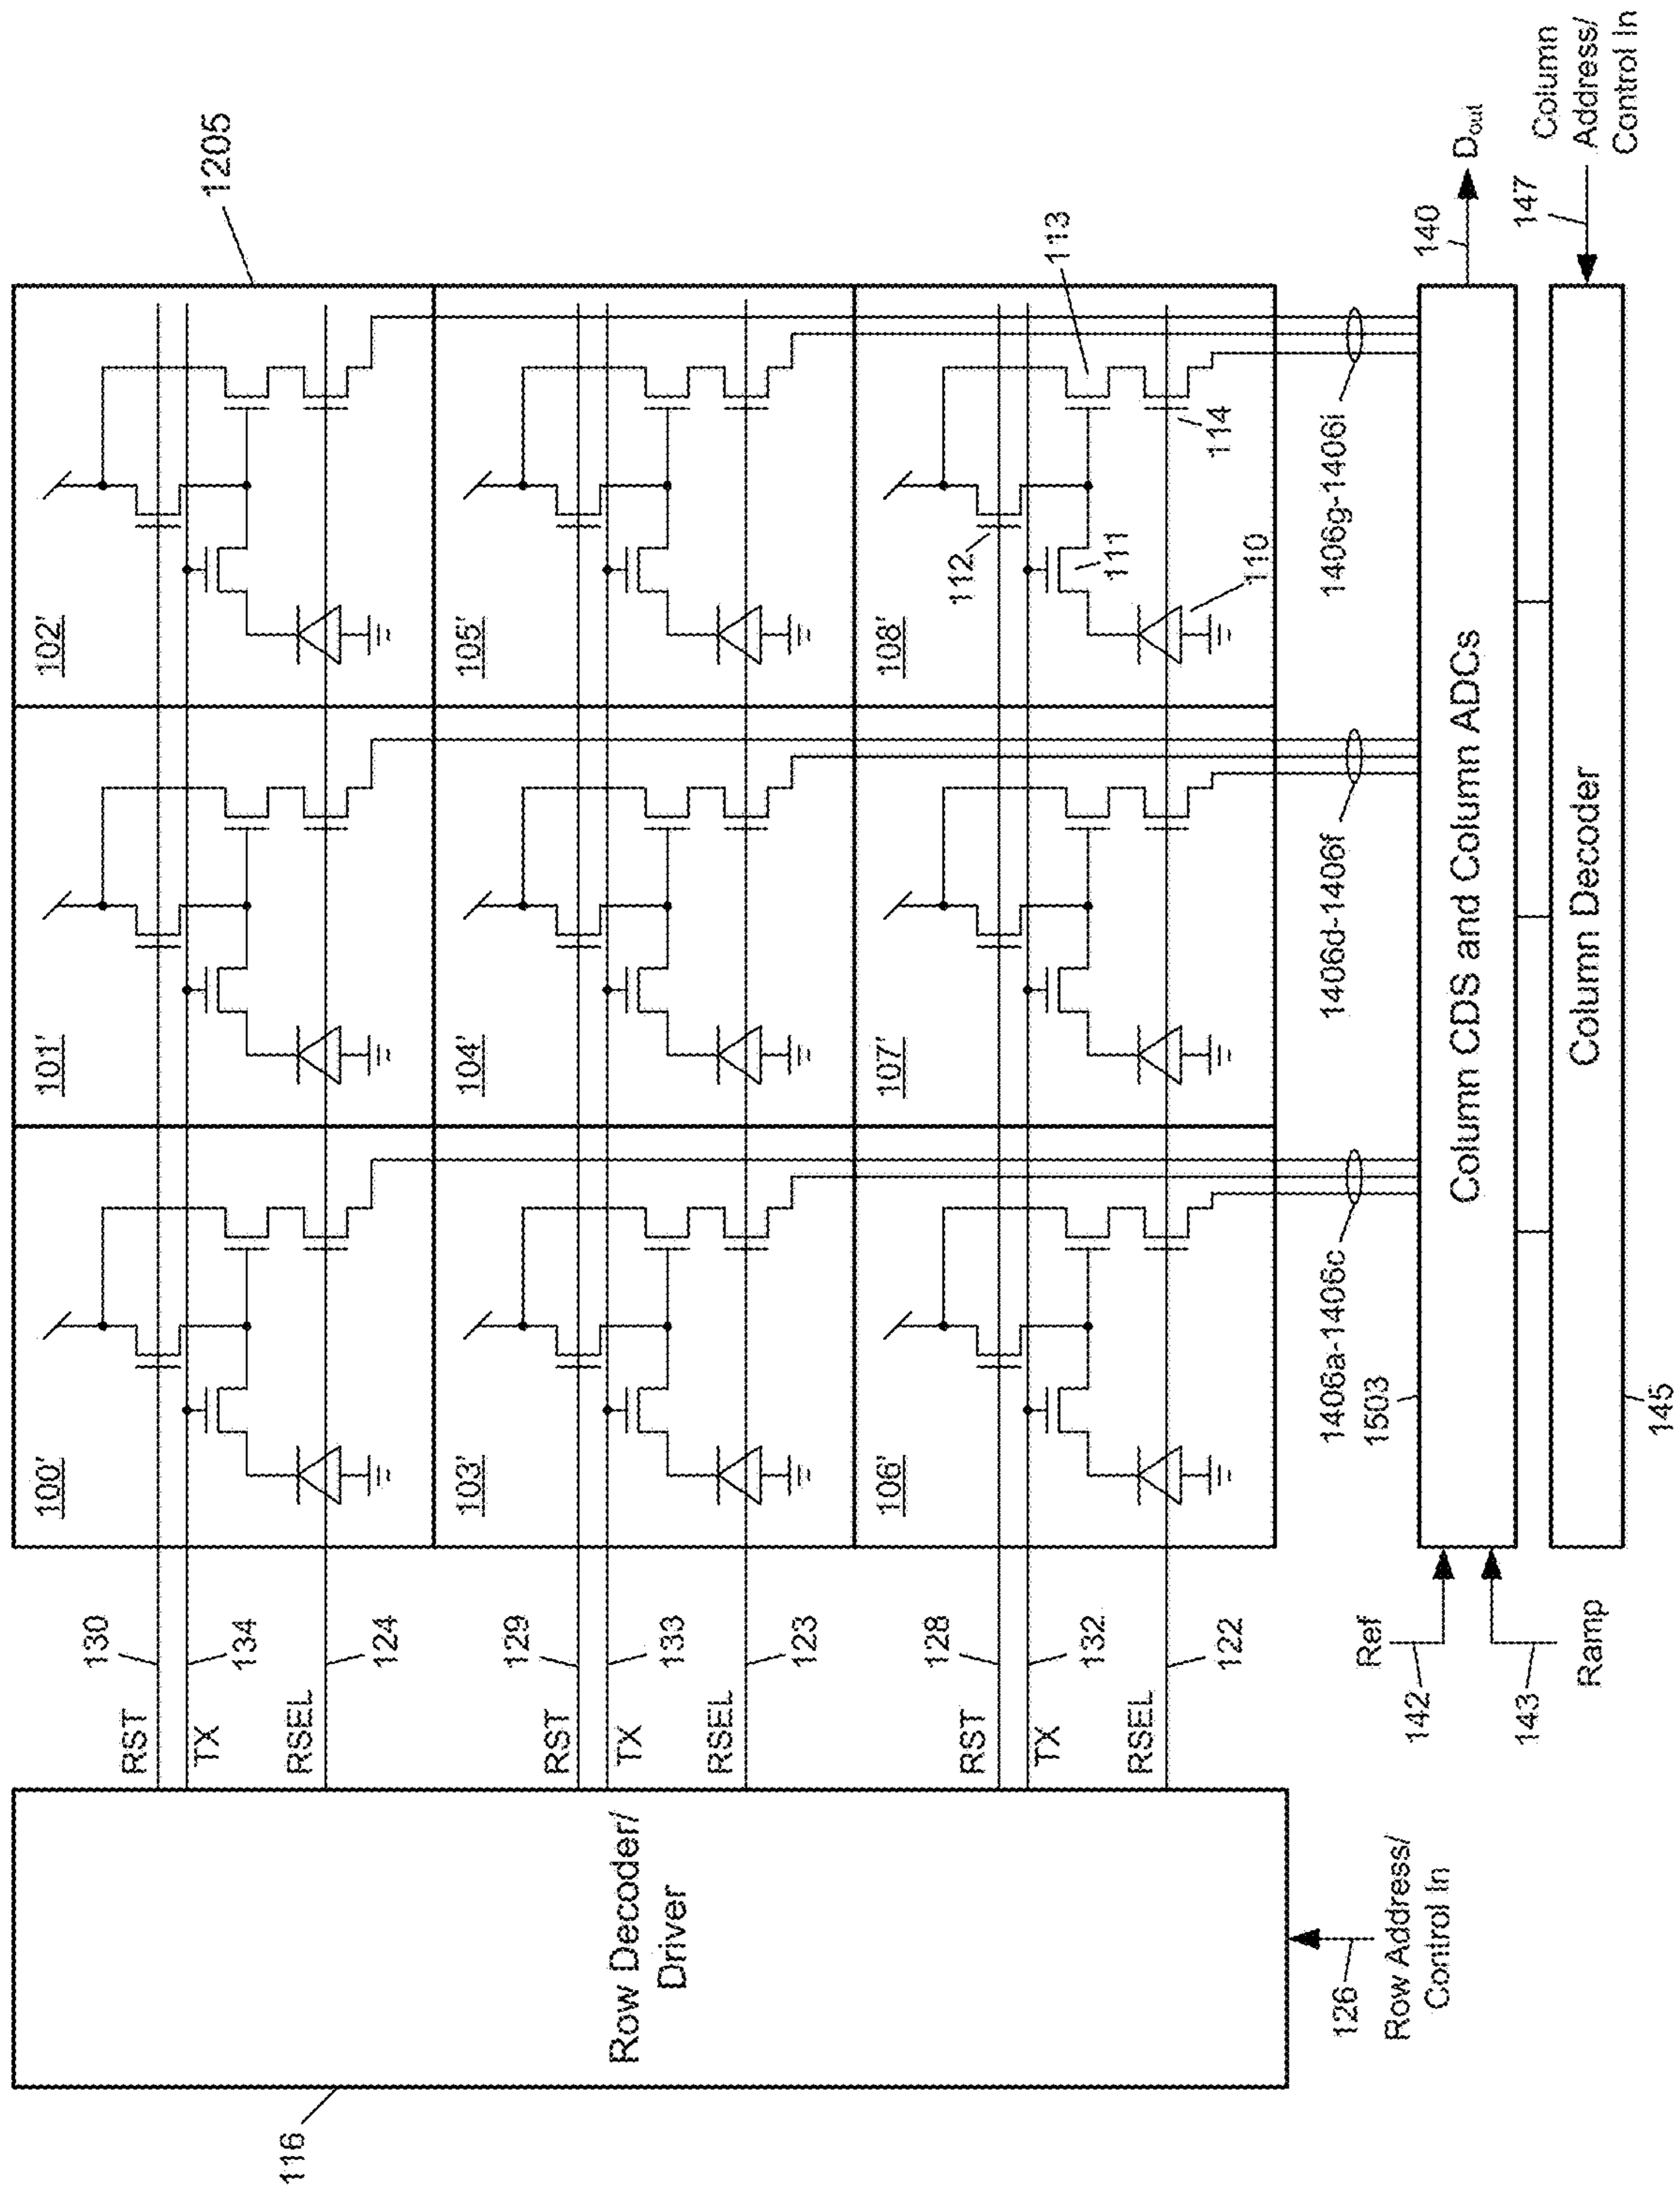 116
Row Decoder/
Driver
126
Row Address/
Control In
RST
130
TX
134
RSEL
124
RST
129
TX
133
RSEL
123
RST
128
TX
132
RSEL
122
100'
101'
102'
1205
103'
104'
105'
106'
107'
108'
112
111
110
113
114
1406a-1406c
1406d-1406f
1406g-1406i
1503
Ref
142
143
Ramp
Column CDS and Column ADCs
140
Dout
Column Decoder
145
147
Column
Address/
Control In